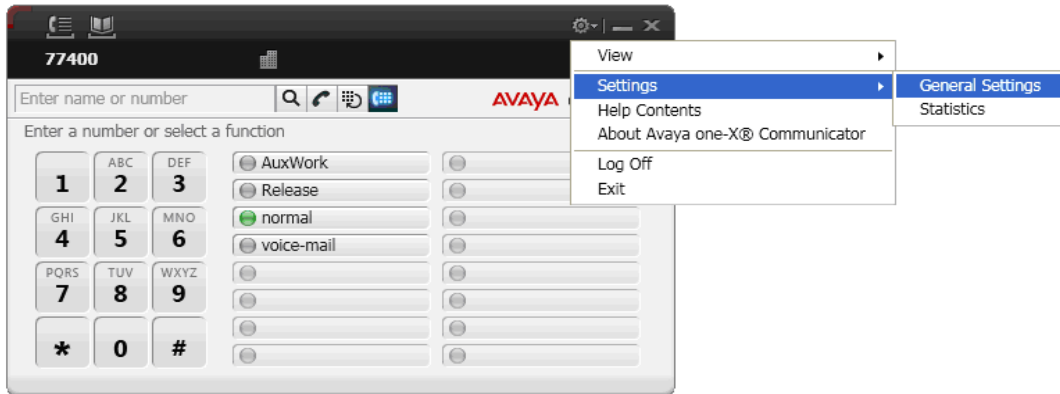 77400
View
Enter name or number
AVAYA
Settings
General Settings
Help Contents
Statistics
Enter a number or select a function
About Avaya one-X® Communicator
Log Off
Exit
1
ABC
2
DEF
3
AuxWork
Release
GHI
4
JKL
5
MNO
6
normal
voice-mail
PQRS
7
TUV
8
WXYZ
9
*
0
#